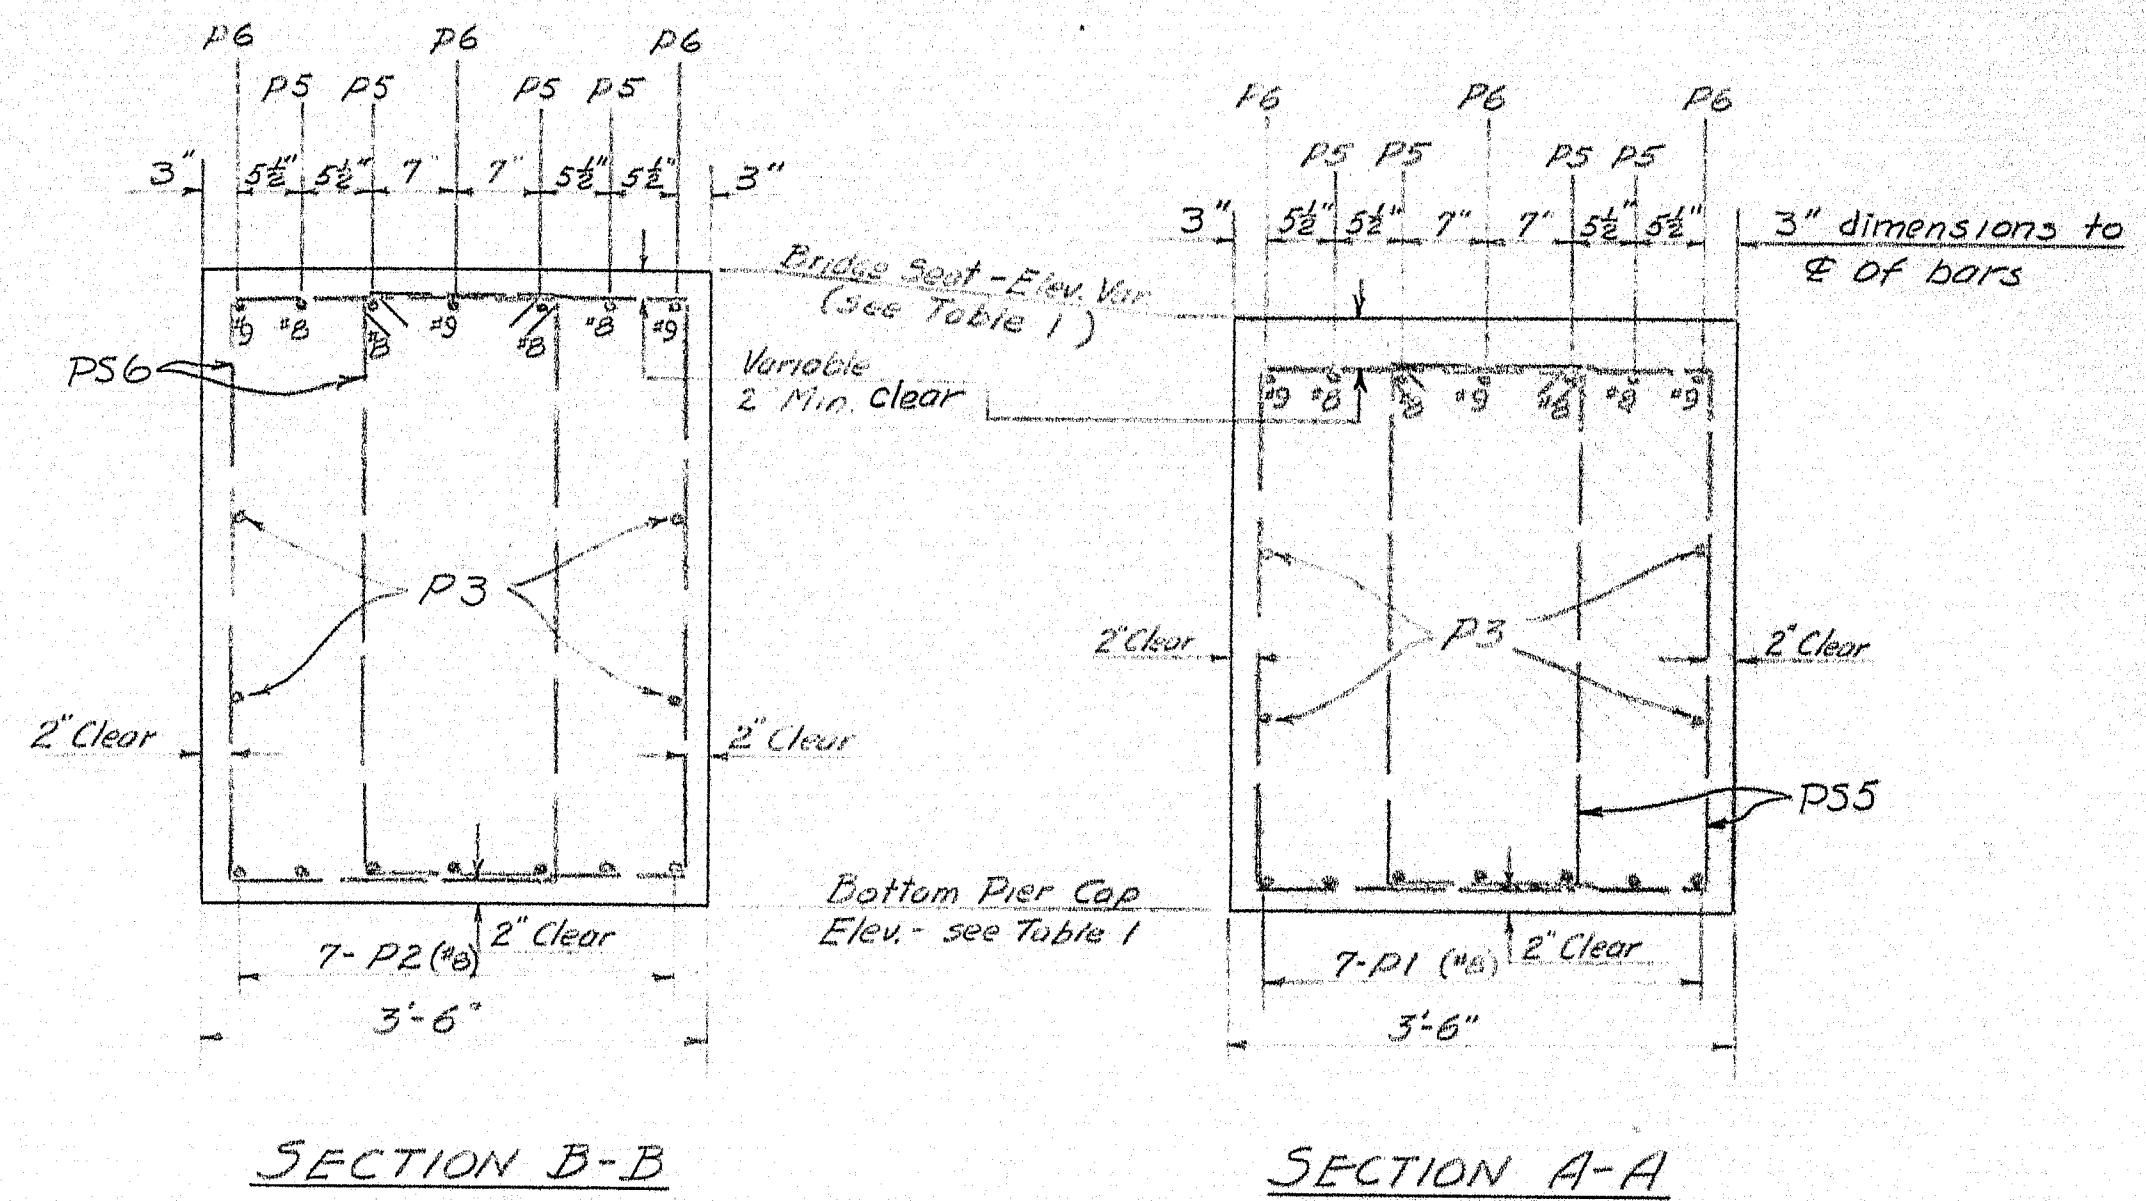 P6 P6 P6
P5 P5 P5 P5
3" 5½" 5½" 7" 7" 5½" 5½" 3"
Bridge Seat - Elev. Var
(see Table 1)
#9 #8 #8 #9 #8 #8 #9
PS6
Variable
2" Min. Clear
P3
2" Clear 2" Clear
Bottom Pier Cap
Elev. - see Table 1
2" Clear
7-P2 (#8)
3'-6"
SECTION B-B
P6 P6 P6
P5 P5 P5 P5
3" 5½" 5½" 7" 7" 5½" 5½" 3" dimensions to
₵ of bars
#9 #8 #8 #9 #8 #8 #9
P3
2" Clear 2" Clear
PS5
2" Clear
7-P1 (#8)
3'-6"
SECTION A-A